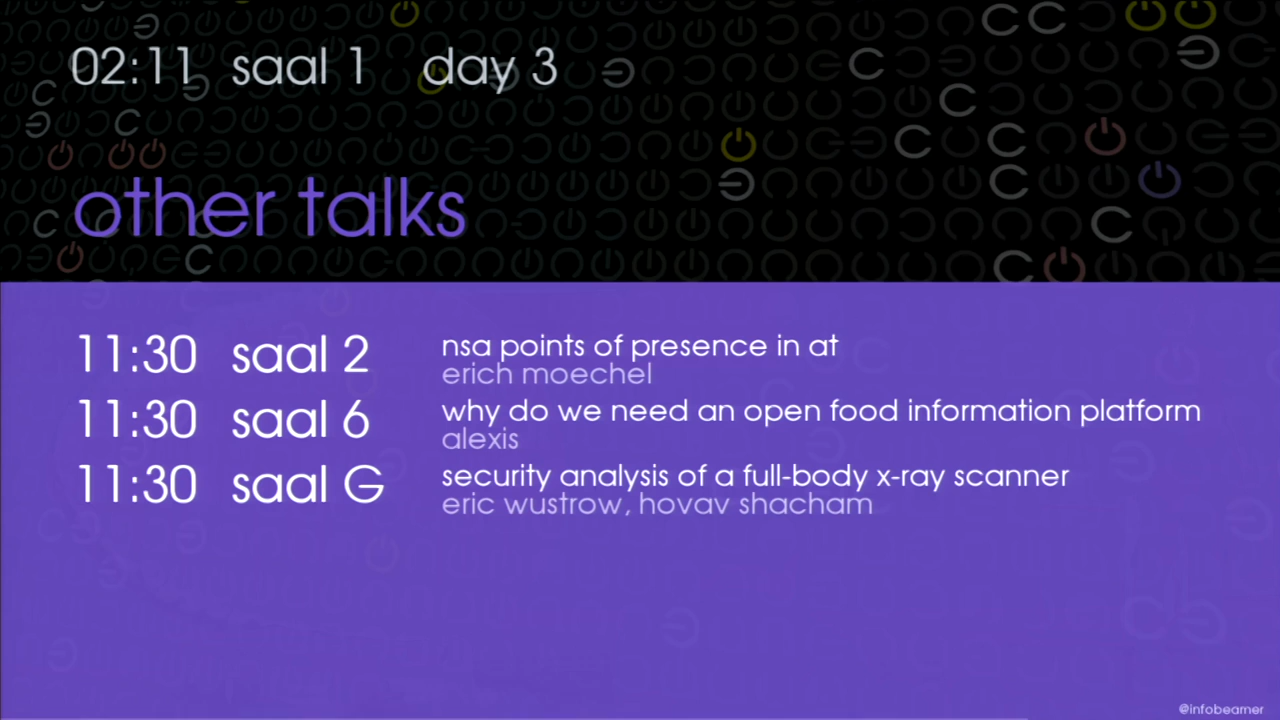 02:11 saal 1 day 3
other talks
11:30 saal 2 nsa points of presence in at
erich moechel
11:30 saal 6 why do we need an open food information platform
alexis
11:30 saal G security analysis of a full-body x-ray scanner
eric wustrow, hovav shacham
@infobeamer